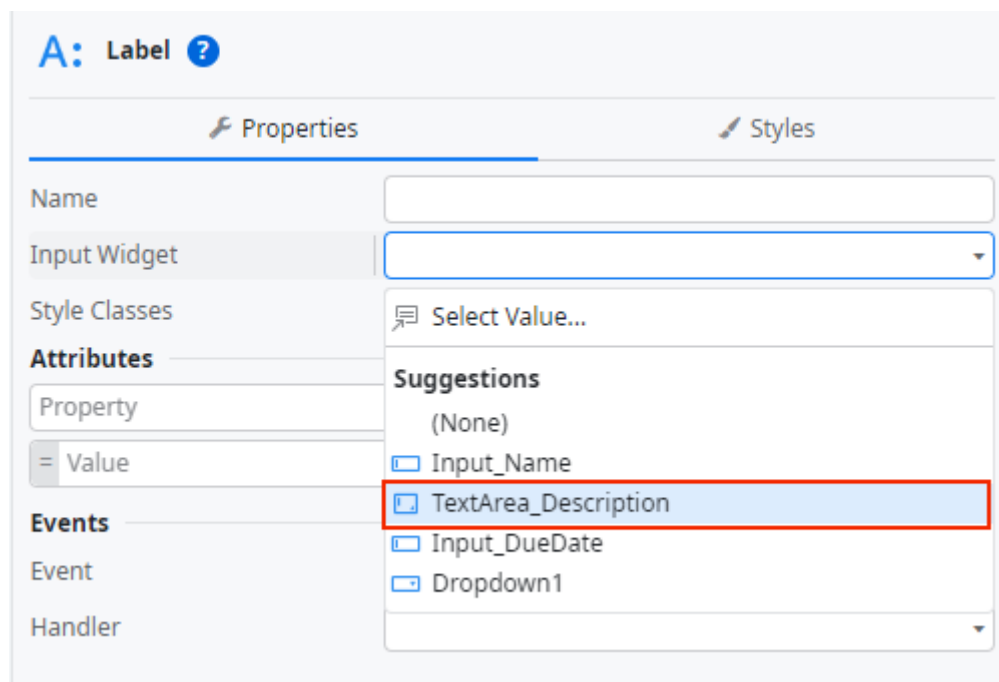 A: Label ?
Properties Styles
Name
Input Widget
Style Classes
Select Value...
Attributes
Suggestions
Property
(None)
= Value
Input_Name
TextArea_Description
Events
Input_DueDate
Event
Dropdown1
Handler